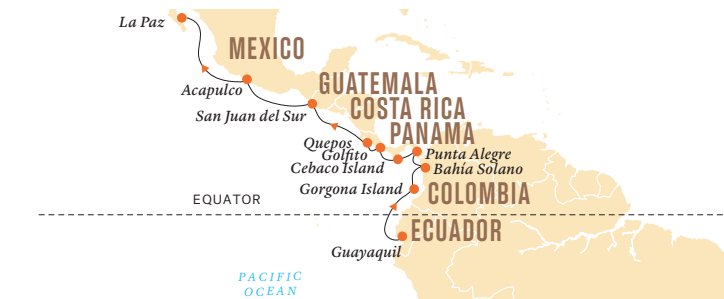 La Paz
MEXICO
Acapulco
GUATEMALA
San Juan del Sur
COSTA RICA
PANAMA
Quepos
Golfito
Punta Alegre
Cebaco Island
Bahía Solano
Gorgona Island
COLOMBIA
EQUATOR
ECUADOR
Guayaquil
PACIFIC
OCEAN